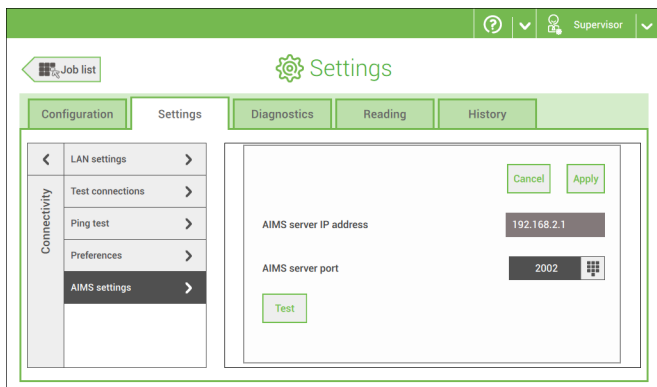 Supervisor
Job list
Settings
Configuration
Settings
Diagnostics
Reading
History
Connectivity
LAN settings
Test connections
Ping test
Preferences
AIMS settings
Cancel
Apply
AIMS server IP address
192.168.2.1
AIMS server port
2002
Test